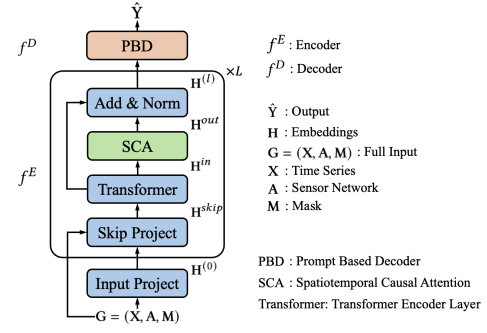 Ŷ
f^D
PBD
×L
H^(l)
Add & Norm
H^out
SCA
H^in
f^E
Transformer
H^skip
Skip Project
H^(0)
Input Project
G = (X, A, M)
f^E : Encoder
f^D : Decoder
Ŷ : Output
H : Embeddings
G = (X, A, M) : Full Input
X : Time Series
A : Sensor Network
M : Mask
PBD : Prompt Based Decoder
SCA : Spatiotemporal Causal Attention
Transformer: Transformer Encoder Layer